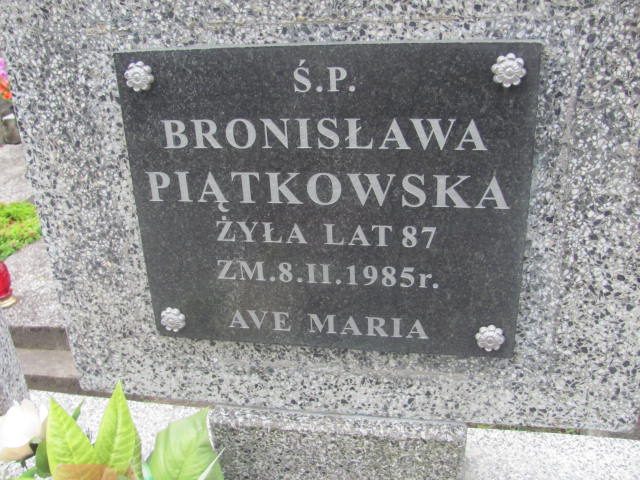 Ś.P.
BRONISŁAWA
PIĄTKOWSKA
ŻYŁA LAT 87
ZM.8.II.1985r.
AVE MARIA